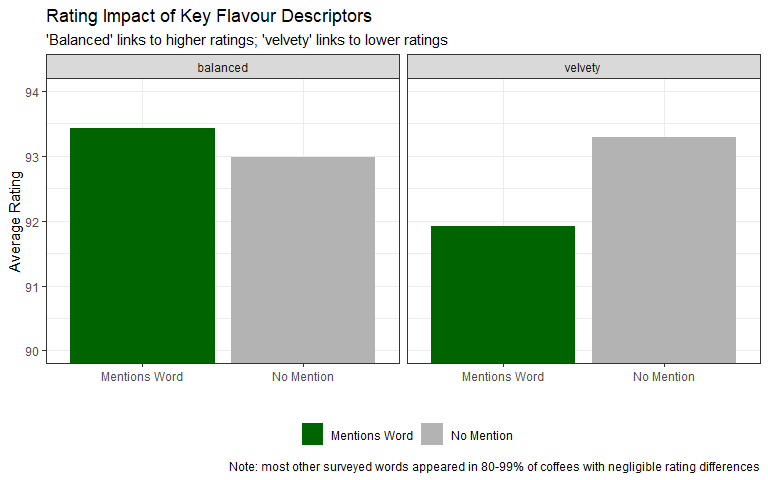 Rating Impact of Key Flavour Descriptors
'Balanced' links to higher ratings; 'velvety' links to lower ratings
balanced
velvety
Average Rating
94
93
92
91
90
Mentions Word
No Mention
Mentions Word
No Mention
Mentions Word
No Mention
Note: most other surveyed words appeared in 80-99% of coffees with negligible rating differences